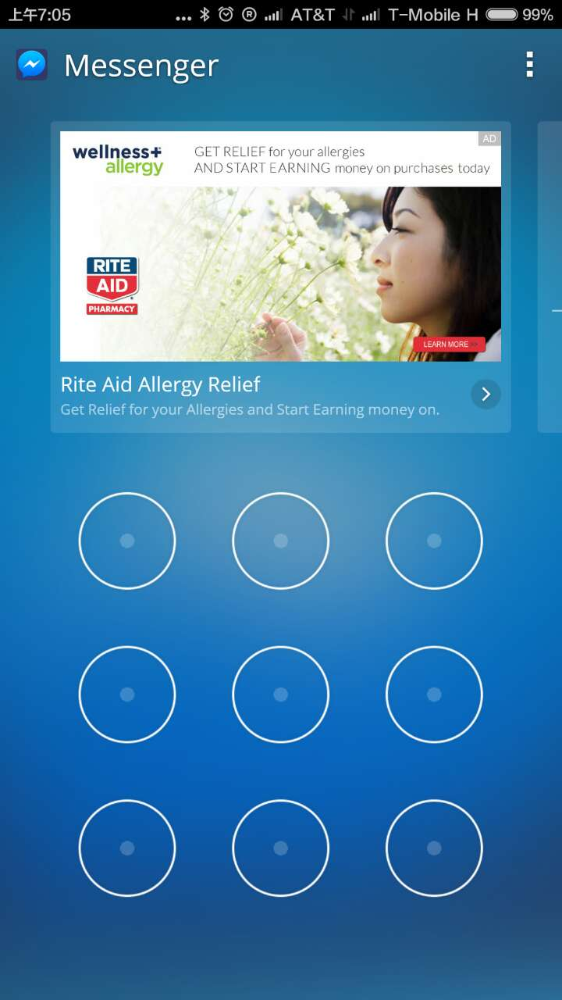 上午7:05 ... R AT&T T-Mobile H 99%
Messenger
AD
wellness+
allergy
GET RELIEF for your allergies
AND START EARNING money on purchases today
RITE
AID
PHARMACY
LEARN MORE >>
Rite Aid Allergy Relief
Get Relief for your Allergies and Start Earning money on.